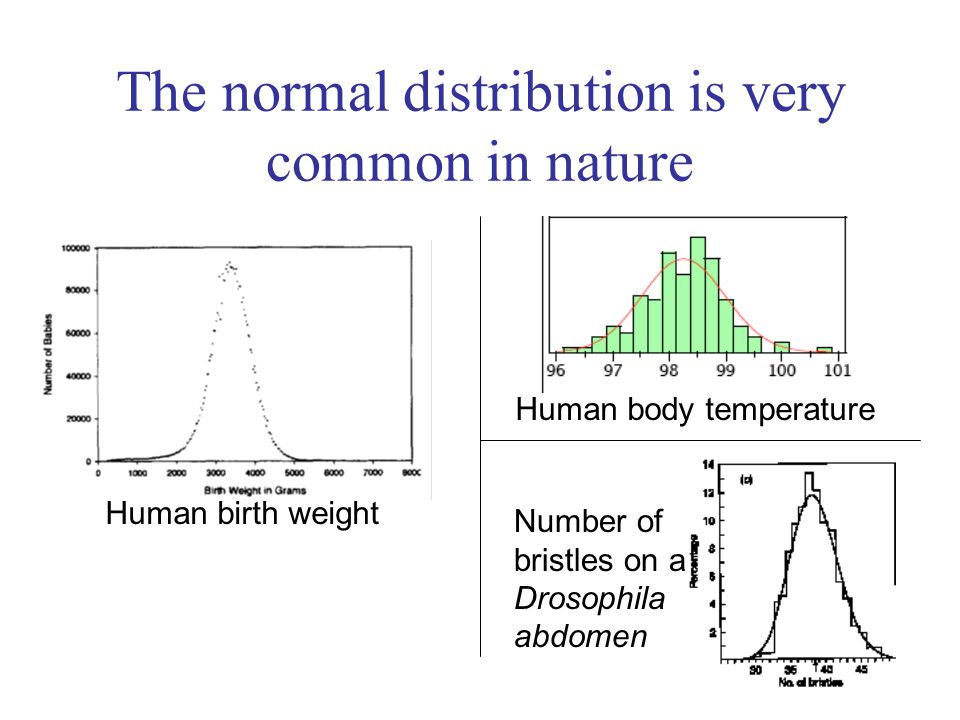 The normal distribution is very
common in nature
100000
80000
60000
40000
20000
0
Number of Babies
0 1000 2000 3000 4000 5000 6000 7000 8000
Birth Weight in Grams
Human birth weight
96 97 98 99 100 101
Human body temperature
Number of
bristles on a
Drosophila
abdomen
14
12
10
8
6
4
2
Percentage
30 35 40 45
No. of bristles